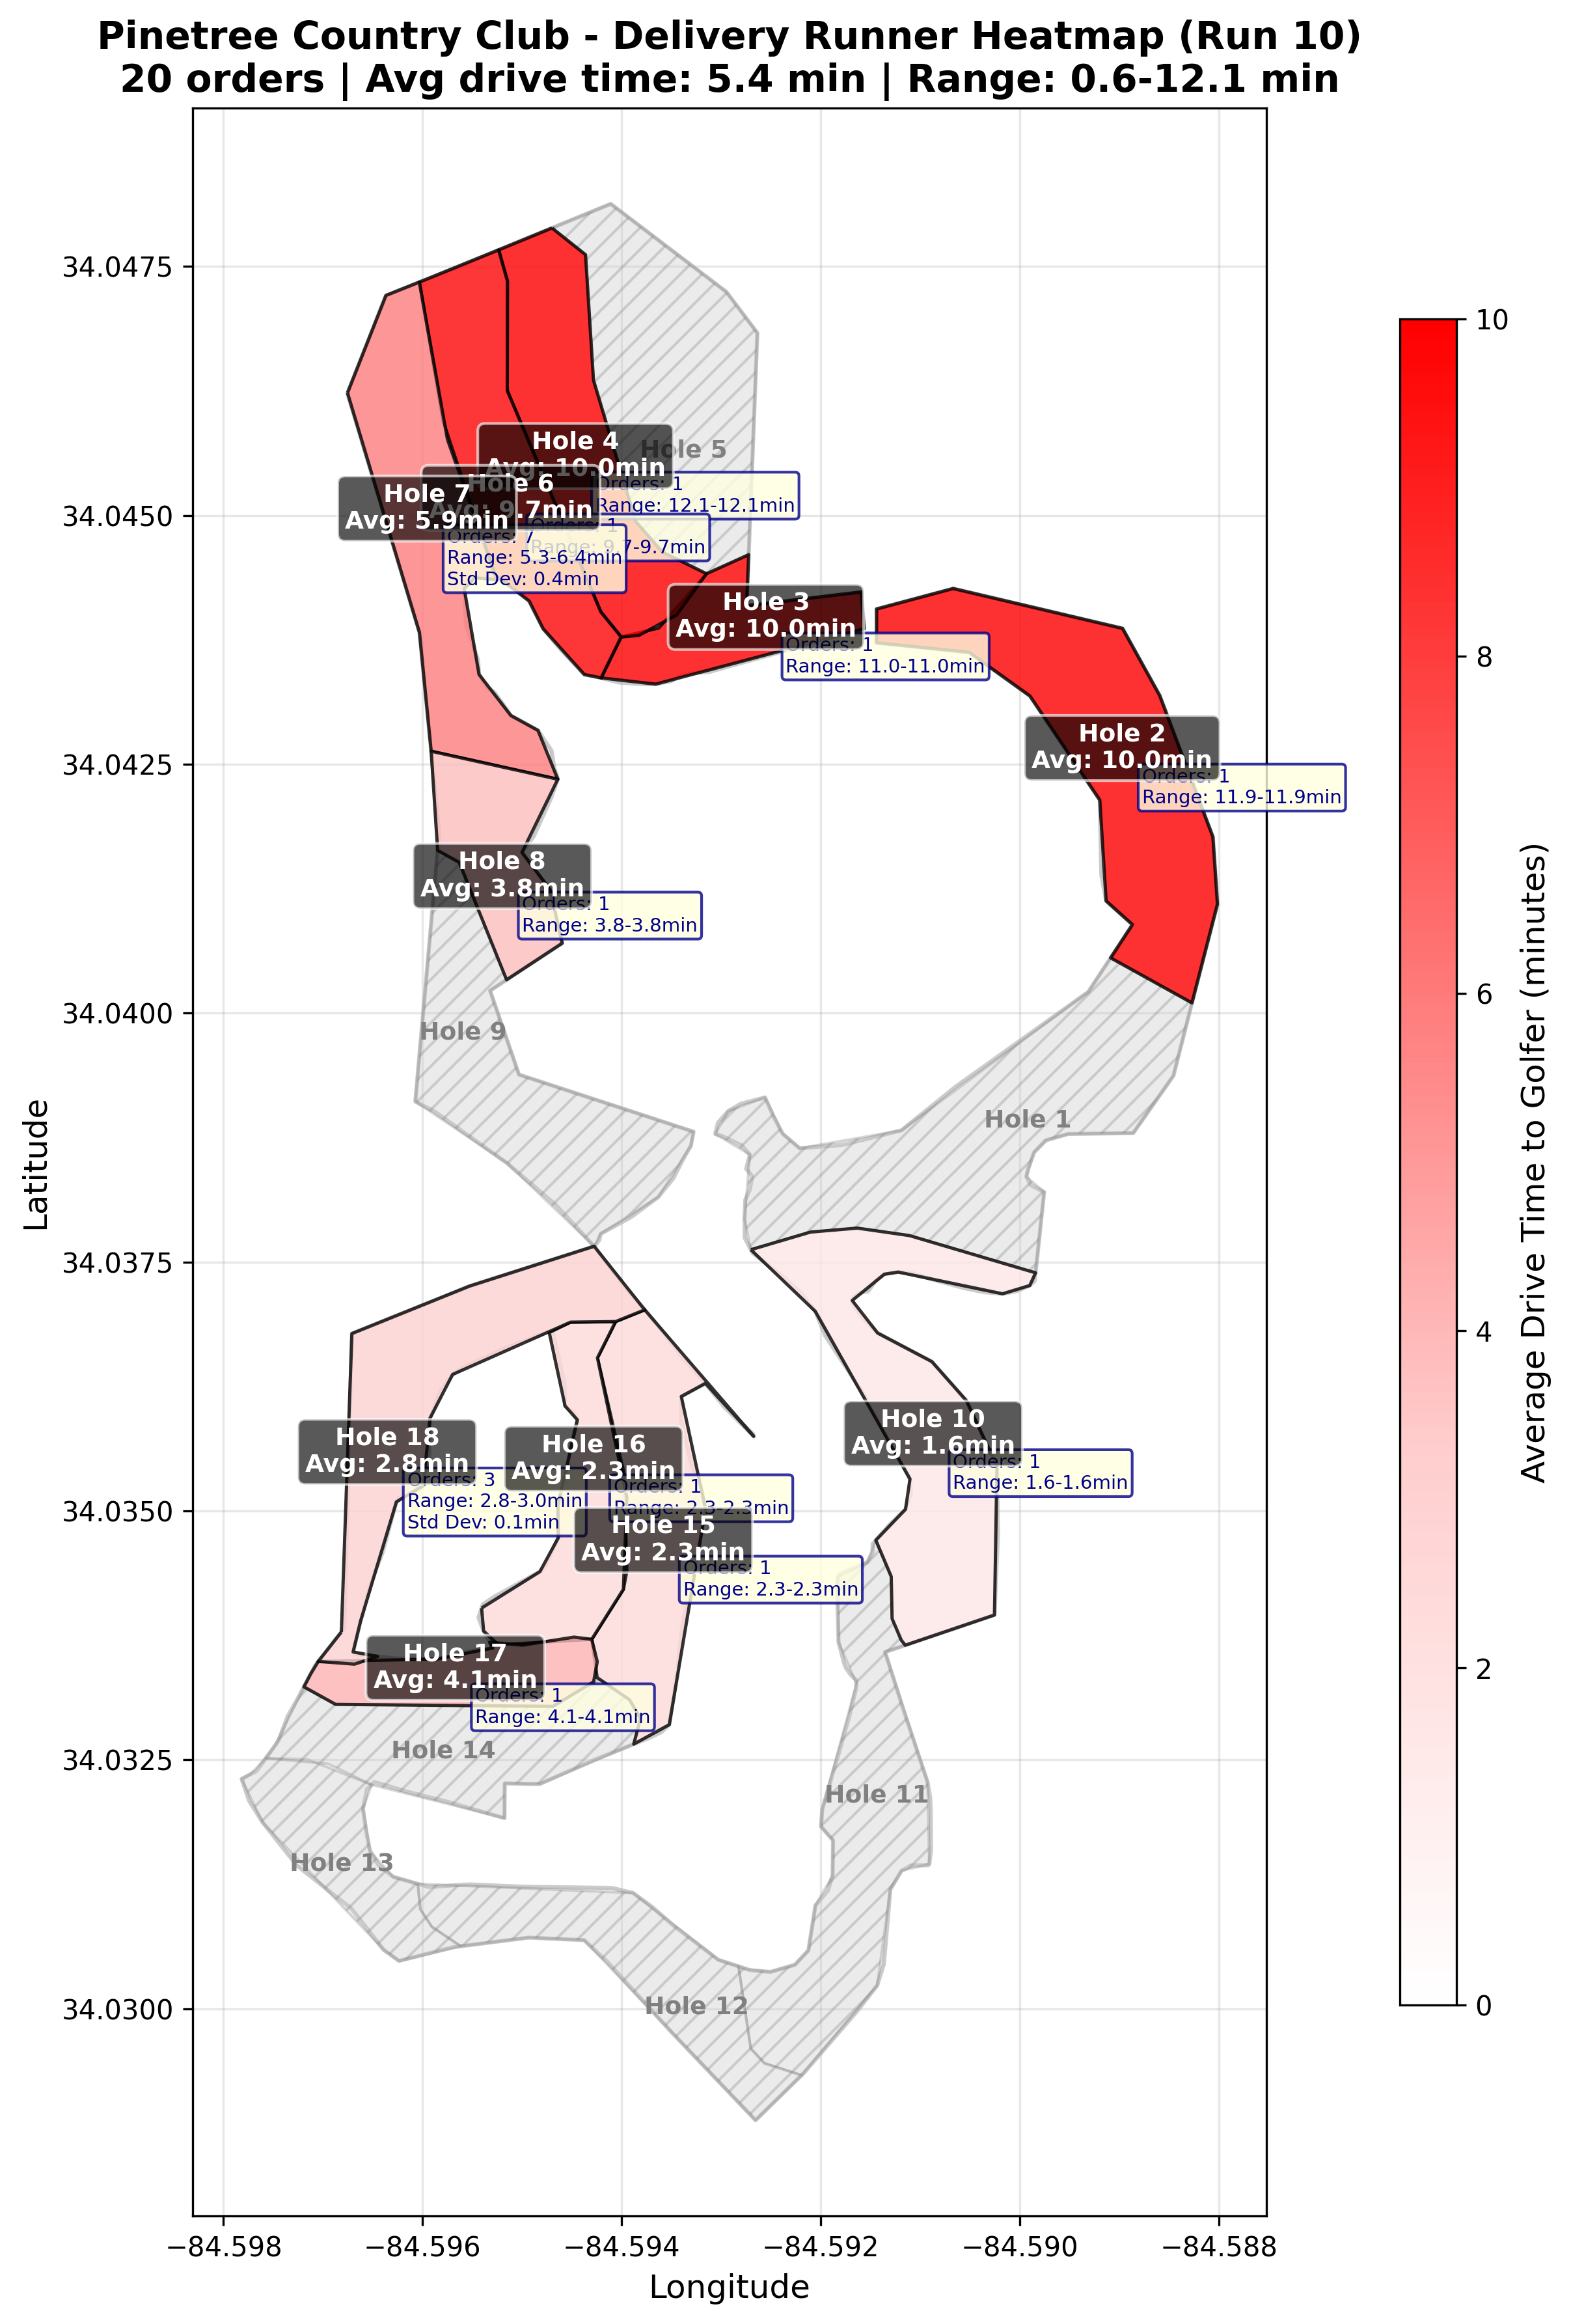 Pinetree Country Club - Delivery Runner Heatmap (Run 10)
20 orders | Avg drive time: 5.4 min | Range: 0.6-12.1 min
34.0475
34.0450
34.0425
34.0400
34.0375
34.0350
34.0325
34.0300
Latitude
−84.598
−84.596
−84.594
−84.592
−84.590
−84.588
Longitude
10
8
6
4
2
0
Average Drive Time to Golfer (minutes)
Hole 4
Avg: 10.0min
Hole 5
Orders: 1
Range: 12.1-12.1min
Hole 6
Avg: 9.7min
Orders: 1
Range: 9.7-9.7min
Hole 7
Avg: 5.9min
Orders: 7
Range: 5.3-6.4min
Std Dev: 0.4min
Hole 3
Avg: 10.0min
Orders: 1
Range: 11.0-11.0min
Hole 2
Avg: 10.0min
Orders: 1
Range: 11.9-11.9min
Hole 8
Avg: 3.8min
Orders: 1
Range: 3.8-3.8min
Hole 9
Hole 1
Hole 10
Avg: 1.6min
Orders: 1
Range: 1.6-1.6min
Hole 18
Avg: 2.8min
Orders: 3
Range: 2.8-3.0min
Std Dev: 0.1min
Hole 16
Avg: 2.3min
Orders: 1
Range: 2.3-2.3min
Hole 15
Avg: 2.3min
Orders: 1
Range: 2.3-2.3min
Hole 17
Avg: 4.1min
Orders: 1
Range: 4.1-4.1min
Hole 14
Hole 11
Hole 13
Hole 12